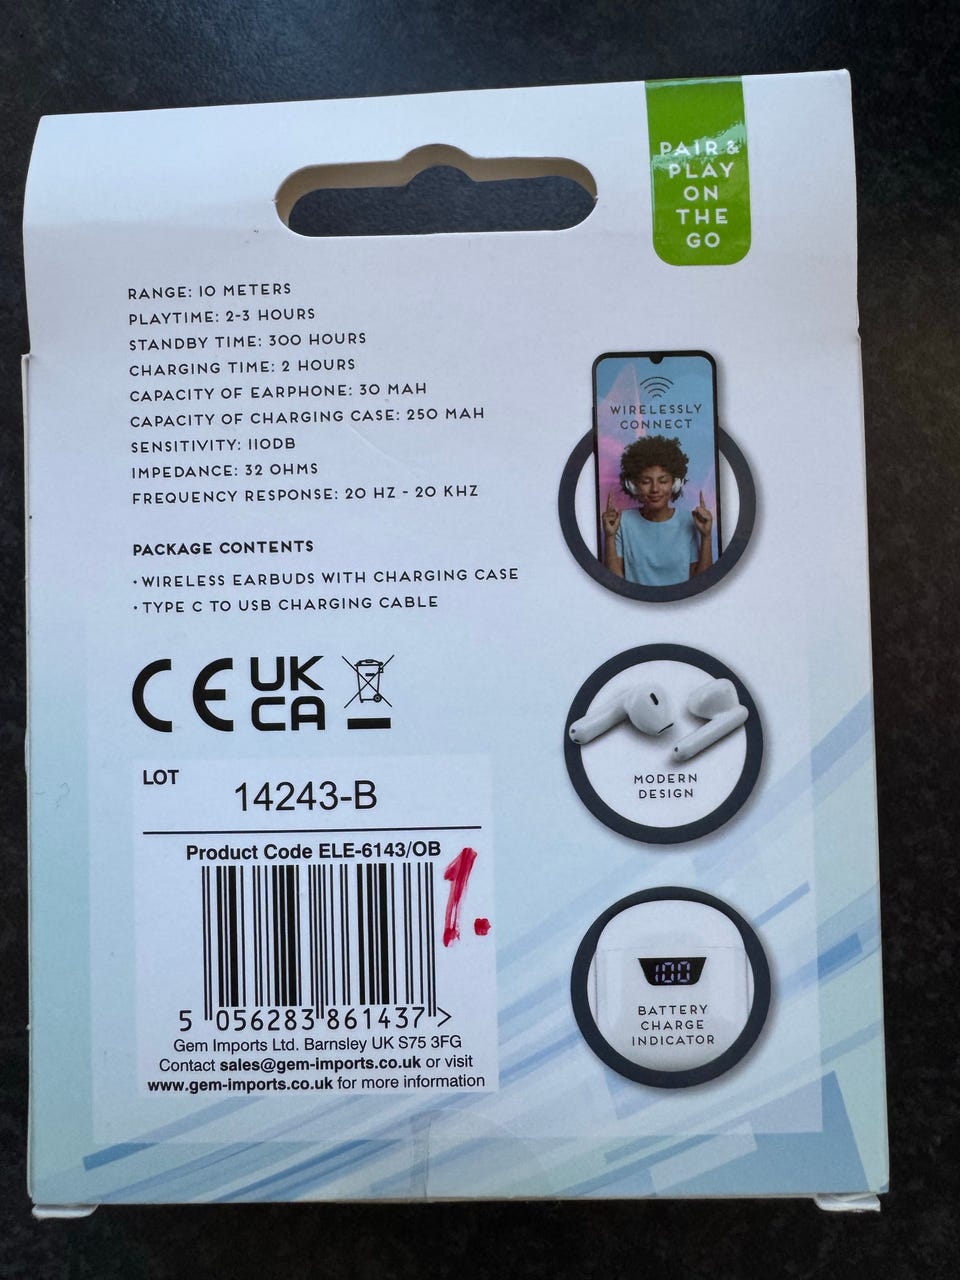 PAIR &
PLAY
ON
THE
GO
RANGE: 10 METERS
PLAYTIME: 2-3 HOURS
STANDBY TIME: 300 HOURS
CHARGING TIME: 2 HOURS
CAPACITY OF EARPHONE: 30 MAH
CAPACITY OF CHARGING CASE: 250 MAH
SENSITIVITY: 110DB
IMPEDANCE: 32 OHMS
FREQUENCY RESPONSE: 20 HZ - 20 KHZ
PACKAGE CONTENTS
• WIRELESS EARBUDS WITH CHARGING CASE
• TYPE C TO USB CHARGING CABLE
CE UK
CA
LOT
14243-B
Product Code ELE-6143/OB
1.
5 056283 861437 >
Gem Imports Ltd. Barnsley UK S75 3FG
Contact sales@gem-imports.co.uk or visit
www.gem-imports.co.uk for more information
WIRELESSLY
CONNECT
MODERN
DESIGN
100
BATTERY
CHARGE
INDICATOR